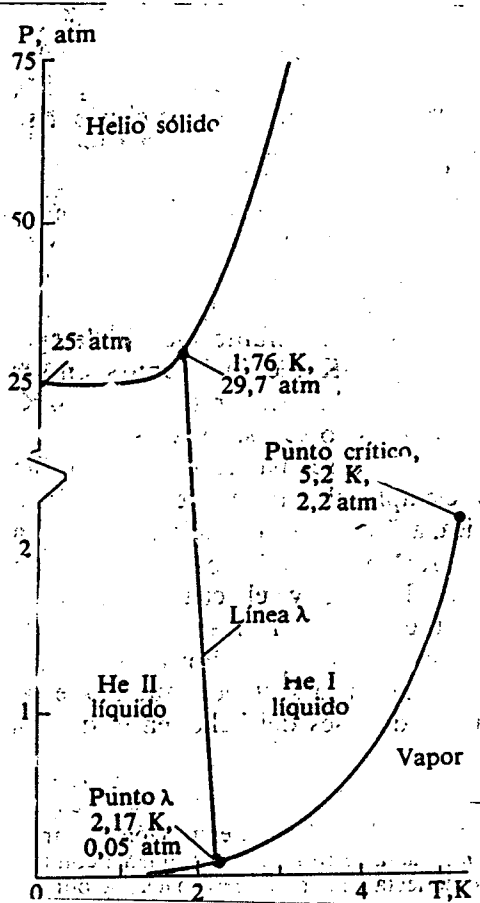 P, atm
75
Helio sólido
50
25 atm
25
1,76 K,
29,7 atm
Punto crítico,
5,2 K,
2,2 atm
2
Línea λ
He II
líquido
He I
líquido
1
Vapor
Punto λ
2,17 K,
0,05 atm
0
2
4
T, K